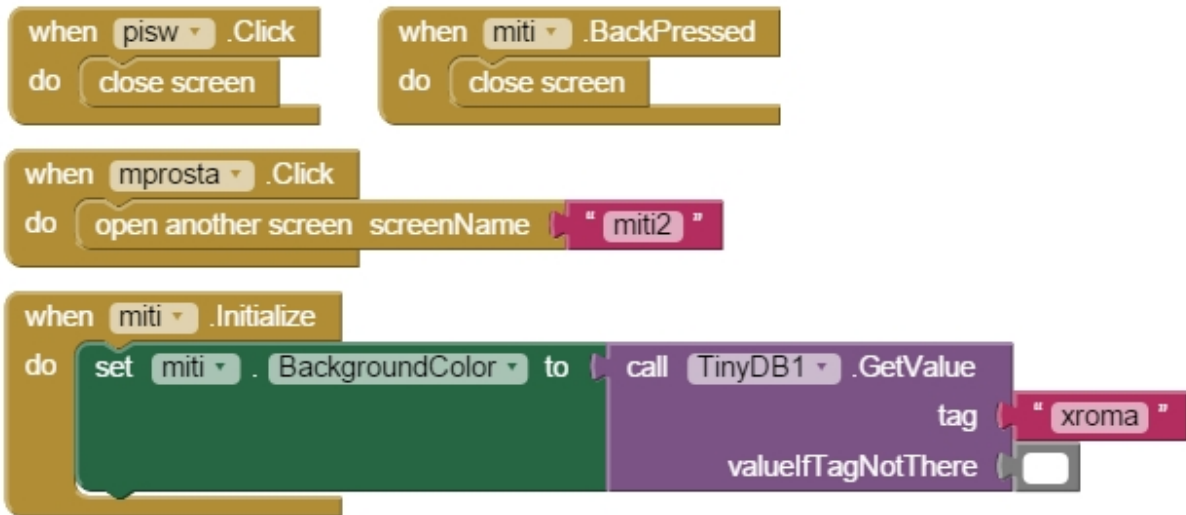 when pisw .Click
do close screen
when miti .BackPressed
do close screen
when mprosta .Click
do open another screen screenName " miti2 "
when miti .Initialize
do set miti . BackgroundColor to call TinyDB1 .GetValue
tag " xroma "
valueIfTagNotThere